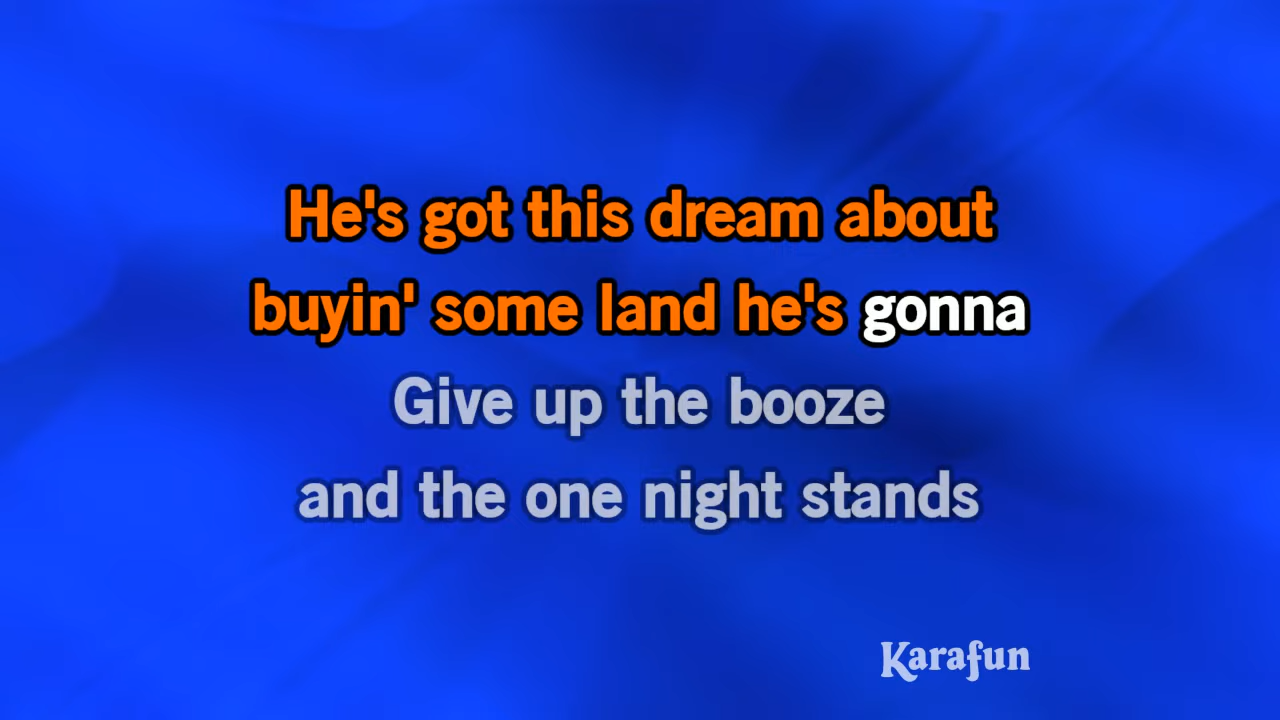 He's got this dream about
buyin' some land he's gonna
Give up the booze
and the one night stands
Karafun